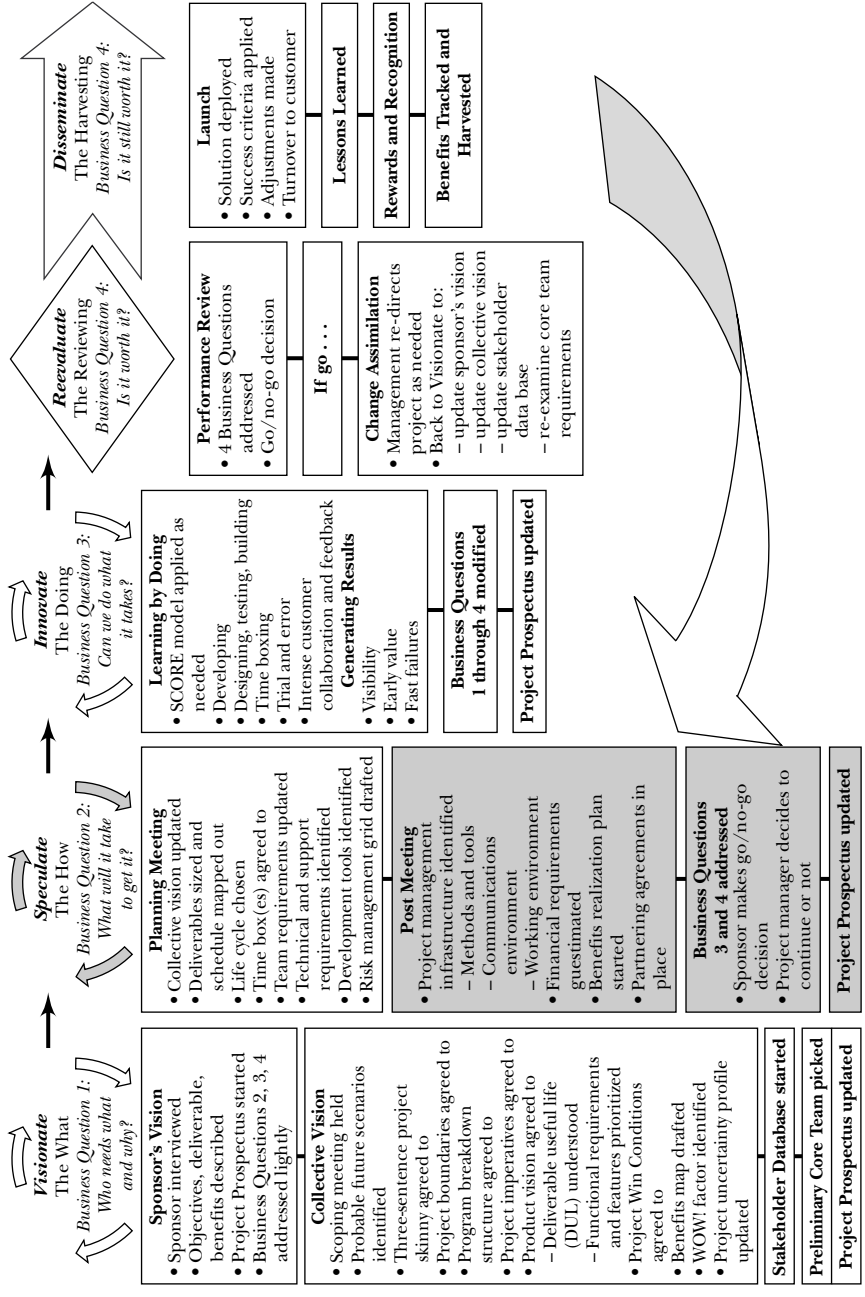 Visionate
The What
Business Question 1:
Who needs what
and why?
Sponsor's Vision
• Sponsor interviewed
• Objectives, deliverable,
benefits described
• Project Prospectus started
• Business Questions 2, 3, 4
addressed lightly
Collective Vision
• Scoping meeting held
• Probable future scenarios
identified
• Three-sentence project
skinny agreed to
• Project boundaries agreed to
• Program breakdown
structure agreed to
• Project imperatives agreed to
• Product vision agreed to
– Deliverable useful life
(DUL) understood
– Functional requirements
and features prioritized
• Project Win Conditions
agreed to
• Benefits map drafted
• WOW! factor identified
• Project uncertainty profile
updated
Stakeholder Database started
Preliminary Core Team picked
Project Prospectus updated
Speculate
The How
Business Question 2:
What will it take
to get it?
Planning Meeting
• Collective vision updated
• Deliverables sized and
schedule mapped out
• Life cycle chosen
• Time box(es) agreed to
• Team requirements updated
• Technical and support
requirements identified
• Development tools identified
• Risk management grid drafted
Post Meeting
• Project management
infrastructure identified
– Methods and tools
– Communications
environment
– Working environment
• Financial requirements
guestimated
• Benefits realization plan
started
• Partnering agreements in
place
Business Questions
3 and 4 addressed
• Sponsor makes go/no-go
decision
• Project manager decides to
continue or not
Project Prospectus updated
Innovate
The Doing
Business Question 3:
Can we do what
it takes?
Learning by Doing
• SCORE model applied as
needed
• Developing
• Designing, testing, building
• Time boxing
• Trial and error
• Intense customer
collaboration and feedback
Generating Results
• Visibility
• Early value
• Fast failures
Business Questions
1 through 4 modified
Project Prospectus updated
Reevaluate
The Reviewing
Business Question 4:
Is it worth it?
Performance Review
• 4 Business Questions
addressed
• Go/no-go decision
If go . . .
Change Assimilation
• Management re-directs
project as needed
• Back to Visionate to:
– update sponsor's vision
– update collective vision
– update stakeholder
data base
– re-examine core team
requirements
Disseminate
The Harvesting
Business Question 4:
Is it still worth it?
Launch
• Solution deployed
• Success criteria applied
• Adjustments made
• Turnover to customer
Lessons Learned
Rewards and Recognition
Benefits Tracked and
Harvested